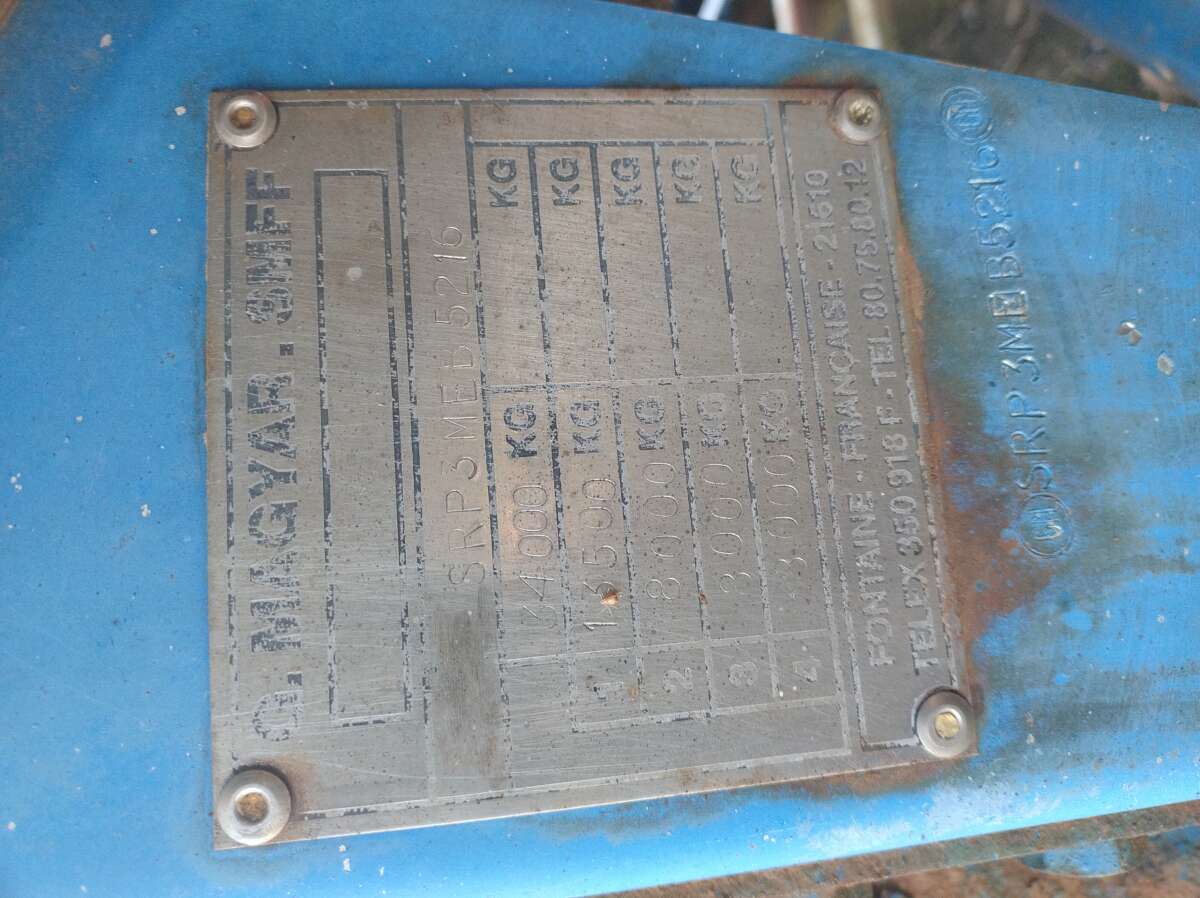 G. MAGYAR. SMFF
SRP3MEB5216
34000 KG KG
1 13500 KG KG
2 8000 KG KG
3 3000 KG KG
4 3000 KG KG
FONTAINE - FRANCAISE - 21610
TELEX 350 918 F - TEL 80.75.80.12
SRP3MEB5216